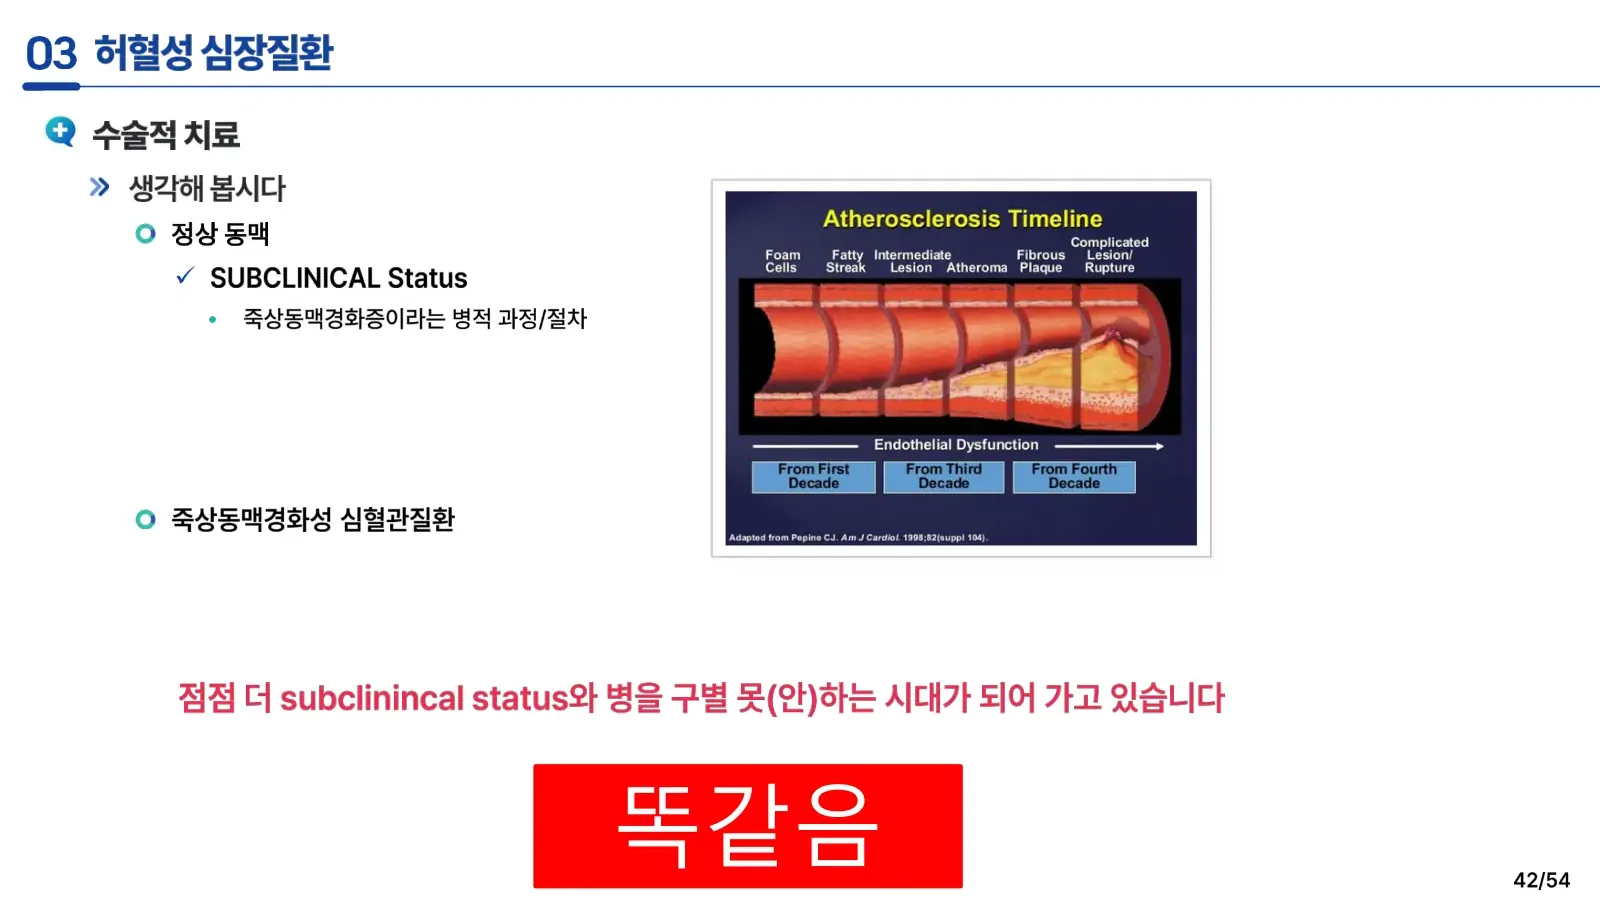 03 허혈성 심장질환
수술적 치료
생각해 봅시다
정상 동맥
SUBCLINICAL Status
죽상동맥경화증이라는 병적 과정/절차
죽상동맥경화성 심혈관질환
Atherosclerosis Timeline
Foam Cells
Fatty Streak
Intermediate Lesion
Atheroma
Fibrous Plaque
Complicated Lesion/ Rupture
Endothelial Dysfunction
From First Decade
From Third Decade
From Fourth Decade
Adapted from Pepine CJ. Am J Cardiol. 1998;82(suppl 104).
점점 더 subclinincal status와 병을 구별 못(안)하는 시대가 되어 가고 있습니다
똑같음
42/54